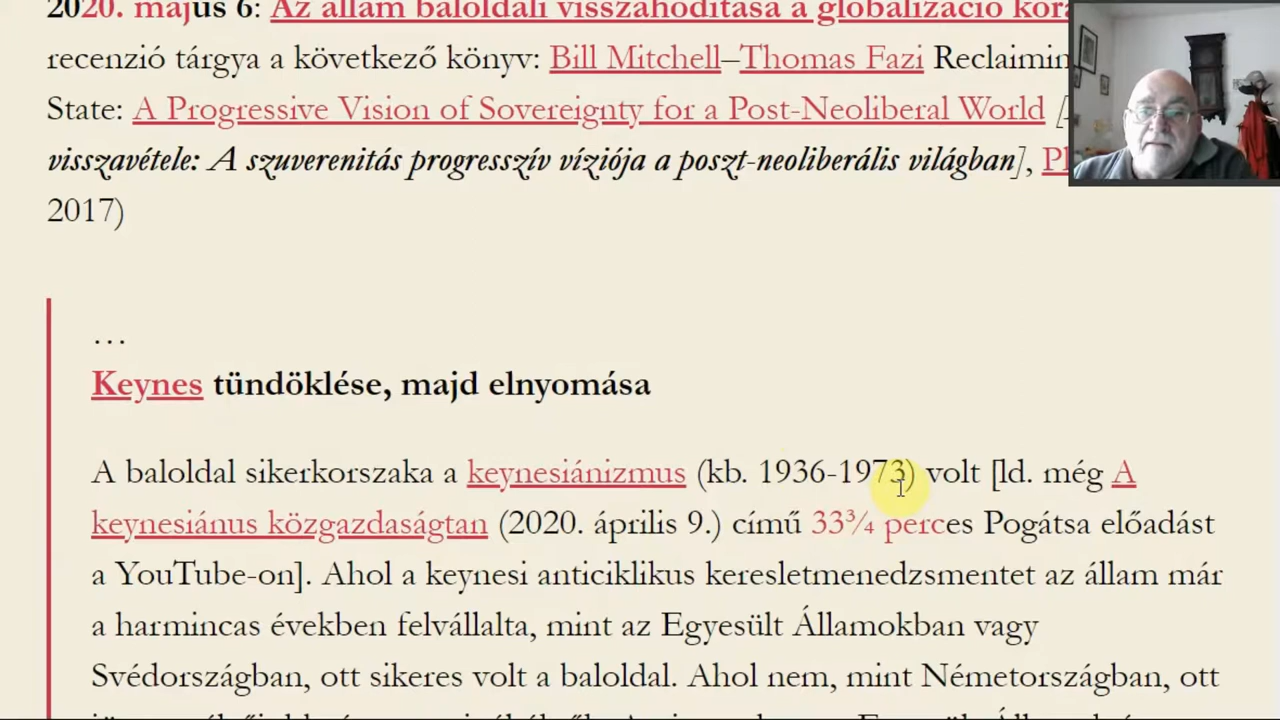 2020. május 6: Az állam baloldali visszahódítása a globalizáció
recenzió tárgya a következő könyv: Bill Mitchell–Thomas Fazi
State: A Progressive Vision of Sovereignty for a Post-Neoliberal World
visszavétele: A szuverenitás progresszív víziója a poszt-neoliberális világban],
2017)
…
Keynes tündöklése, majd elnyomása
A baloldal sikerkorszaka a keynesiánizmus (kb. 1936-1973) volt [ld. még A
keynesiánus közgazdaságtan (2020. április 9.) című 33¾ perces Pogátsa előadást
a YouTube-on]. Ahol a keynesi anticiklikus keresletmenedzsmentet az állam már
a harmincas években felvállalta, mint az Egyesült Államokban vagy
Svédországban, ott sikeres volt a baloldal. Ahol nem, mint Németországban, ott